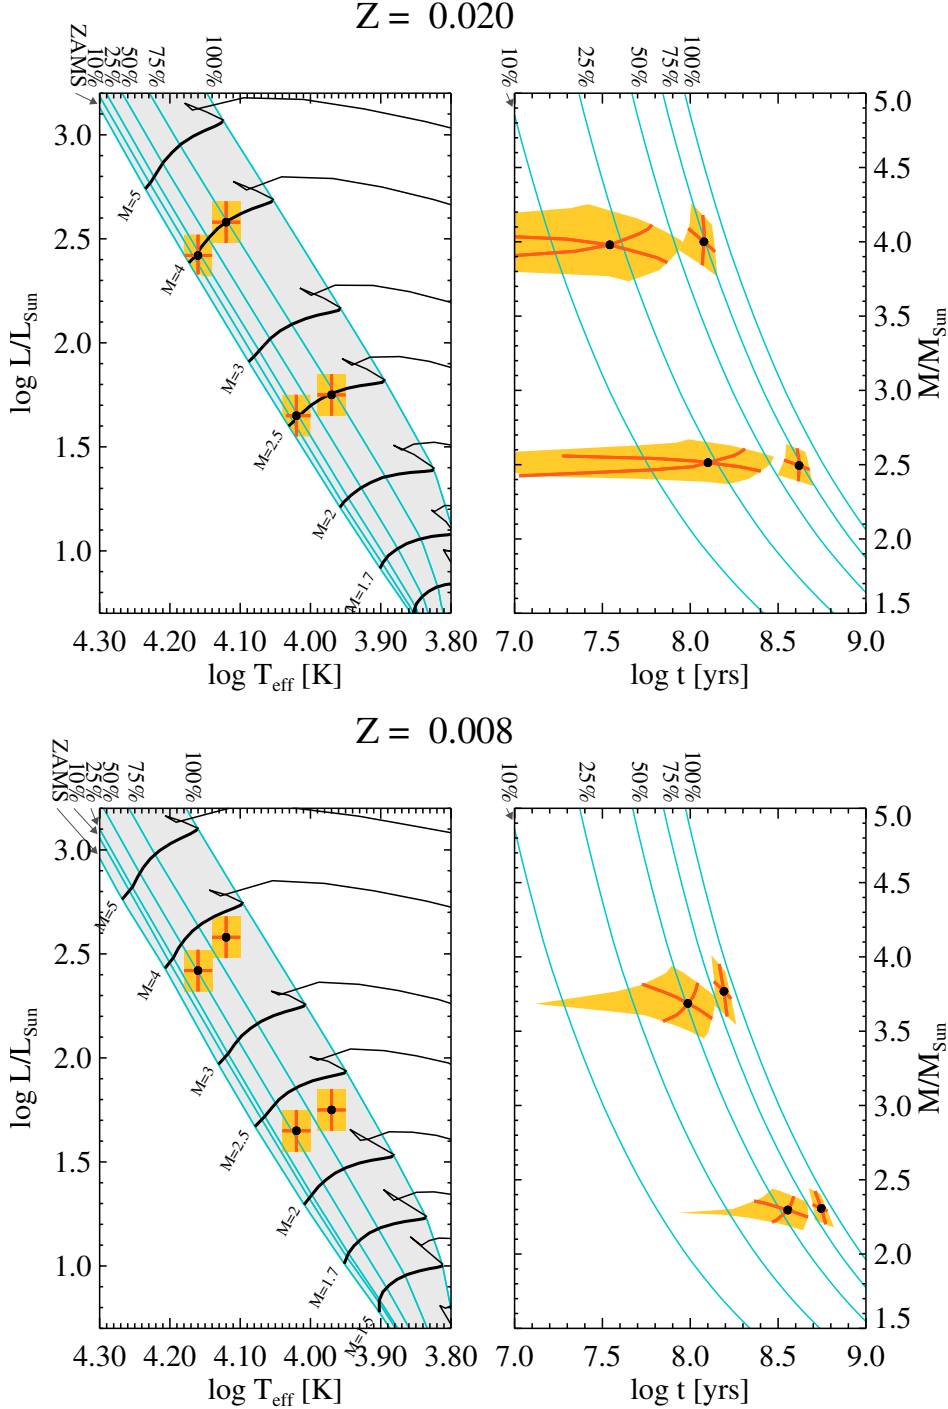 Z = 0.020
ZAMS
10%
25%
50%
75%
100%
10%
25%
50%
75%
100%
3.0
2.5
2.0
1.5
1.0
log L/L_Sun
M=5
M=4
M=3
M=2.5
M=2
M=1.7
4.30 4.20 4.10 4.00 3.90 3.80
log T_eff [K]
5.0
4.5
4.0
3.5
3.0
2.5
2.0
1.5
M/M_Sun
7.0 7.5 8.0 8.5 9.0
log t [yrs]
Z = 0.008
ZAMS
10%
25%
50%
75%
100%
10%
25%
50%
75%
100%
3.0
2.5
2.0
1.5
1.0
log L/L_Sun
M=5
M=4
M=3
M=2.5
M=2
M=1.7
M=1.5
4.30 4.20 4.10 4.00 3.90 3.80
log T_eff [K]
5.0
4.5
4.0
3.5
3.0
2.5
2.0
1.5
M/M_Sun
7.0 7.5 8.0 8.5 9.0
log t [yrs]